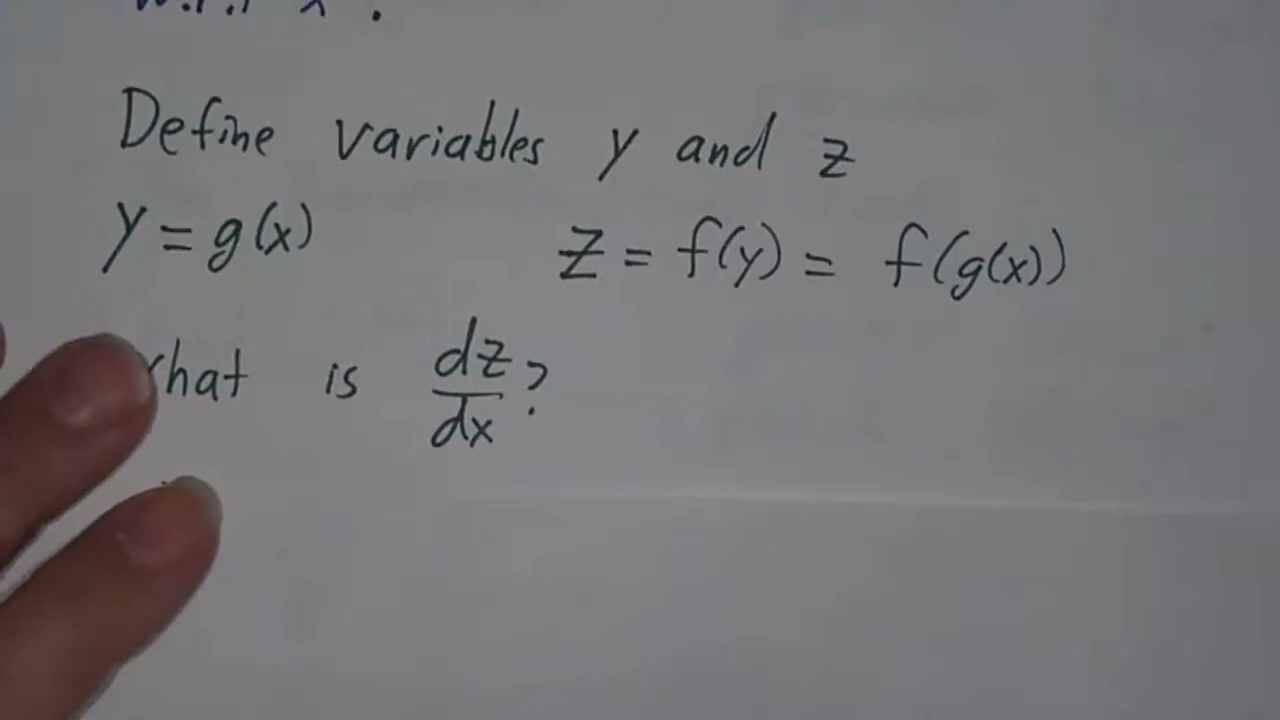 w.r.t x .
Define variables y and z
y = g(x) z = f(y) = f(g(x))
hat is dz/dx?